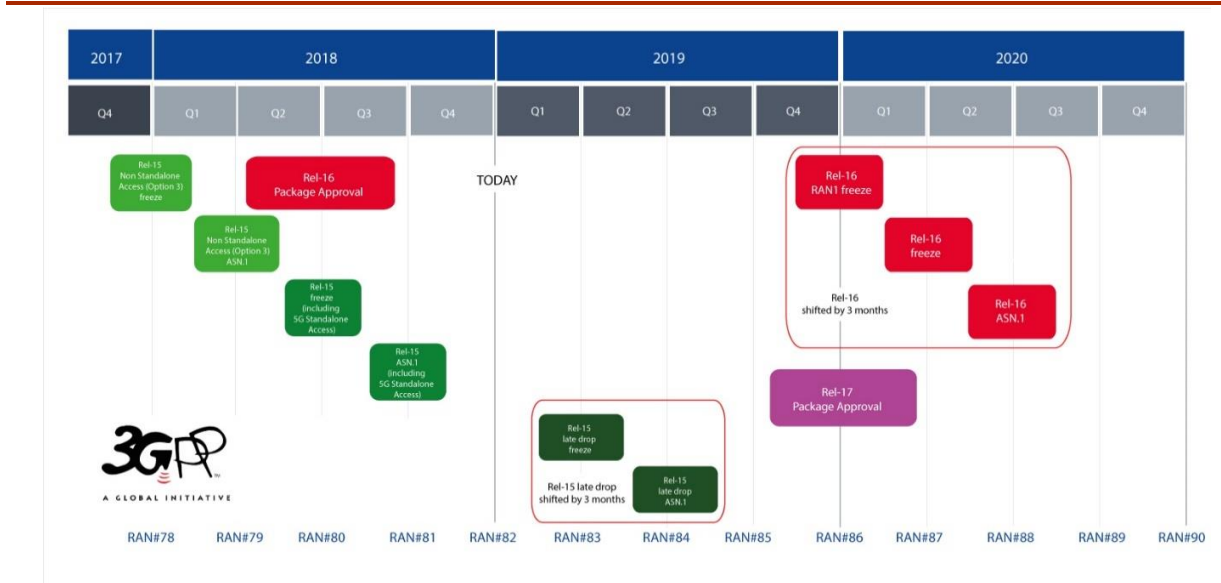 2017
2018
2019
2020
Q4
Q1
Q2
Q3
Q4
Q1
Q2
Q3
Q4
Q1
Q2
Q3
Q4
Rel-15
Non Standalone
Access (Option 3)
freeze
Rel-16
Package Approval
TODAY
Rel-16
RAN1 freeze
Rel-15
Non Standalone
Access (Option 3)
ASN.1
Rel-16
freeze
Rel-15
freeze
(including
5G Standalone
Access)
Rel-16
shifted by 3 months
Rel-16
ASN.1
Rel-15
ASN.1
(including
5G Standalone
Access)
Rel-17
Package Approval
Rel-15
late drop
freeze
Rel-15 late drop
shifted by 3 months
Rel-15
late drop
ASN.1
3GPP
TM
A GLOBAL INITIATIVE
RAN#78
RAN#79
RAN#80
RAN#81
RAN#82
RAN#83
RAN#84
RAN#85
RAN#86
RAN#87
RAN#88
RAN#89
RAN#90